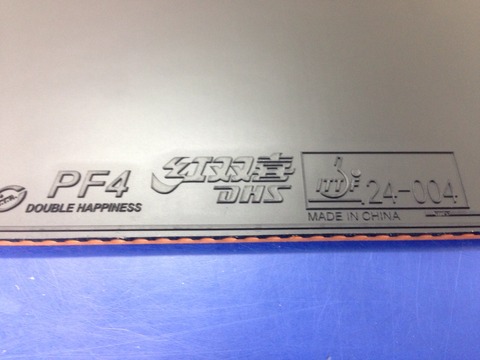 PF4
DOUBLE HAPPINESS
红双喜
DHS
ITTF 24-004
MADE IN CHINA